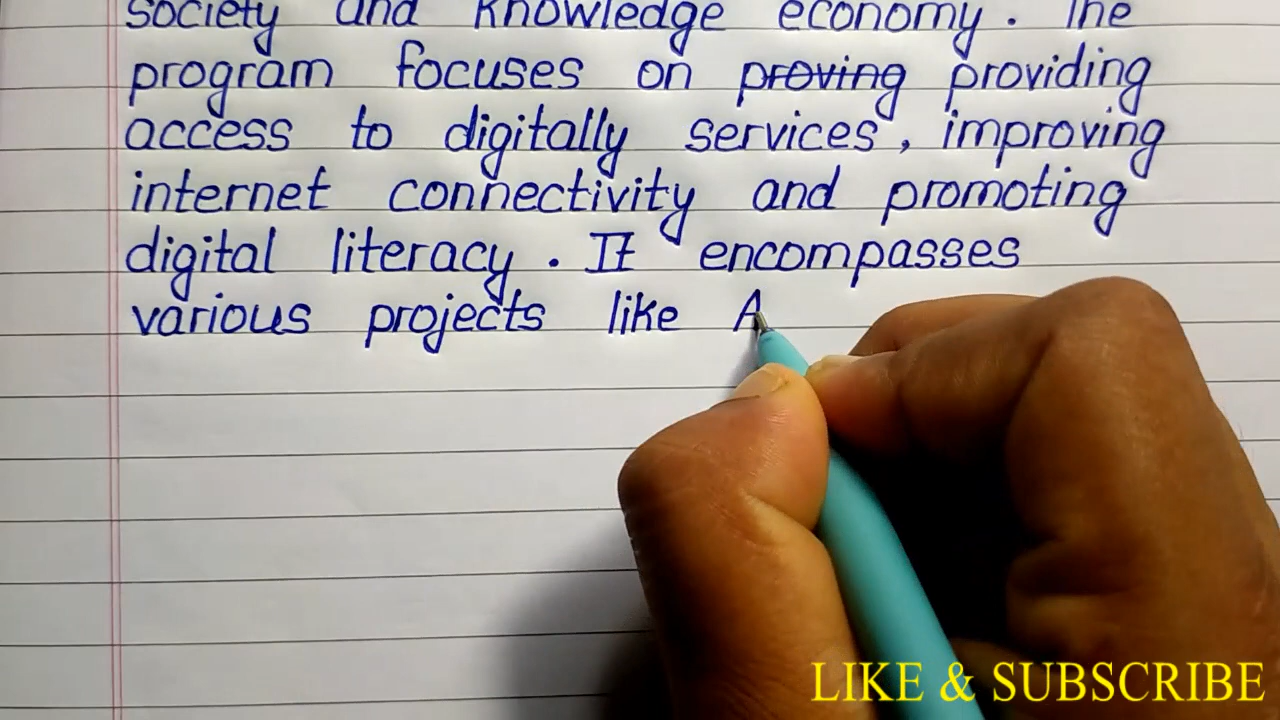 society and knowledge economy. The
program focuses on proving providing
access to digitally services, improving
internet connectivity and promoting
digital literacy. It encompasses
various projects like A
LIKE & SUBSCRIBE